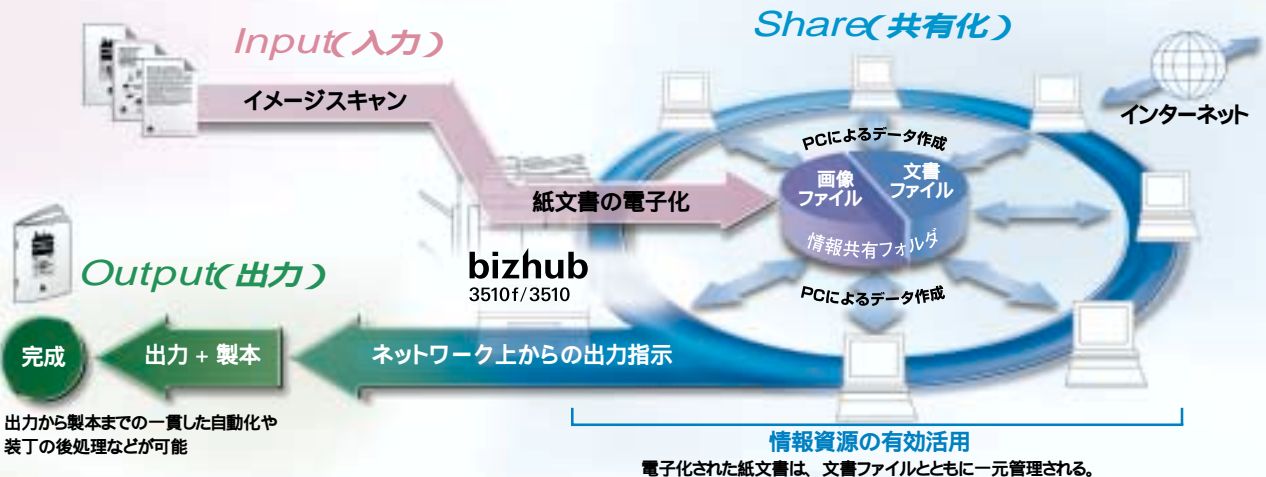 Input(入力)
Share(共有化)
イメージスキャン
インターネット
PCによるデータ作成
画像
ファイル
文書
ファイル
紙文書の電子化
情報共有フォルダ
bizhub
3510f/3510
Output(出力)
PCによるデータ作成
完成
出力 + 製本
ネットワーク上からの出力指示
出力から製本までの一貫した自動化や
装丁の後処理などが可能
情報資源の有効活用
電子化された紙文書は、文書ファイルとともに一元管理される。